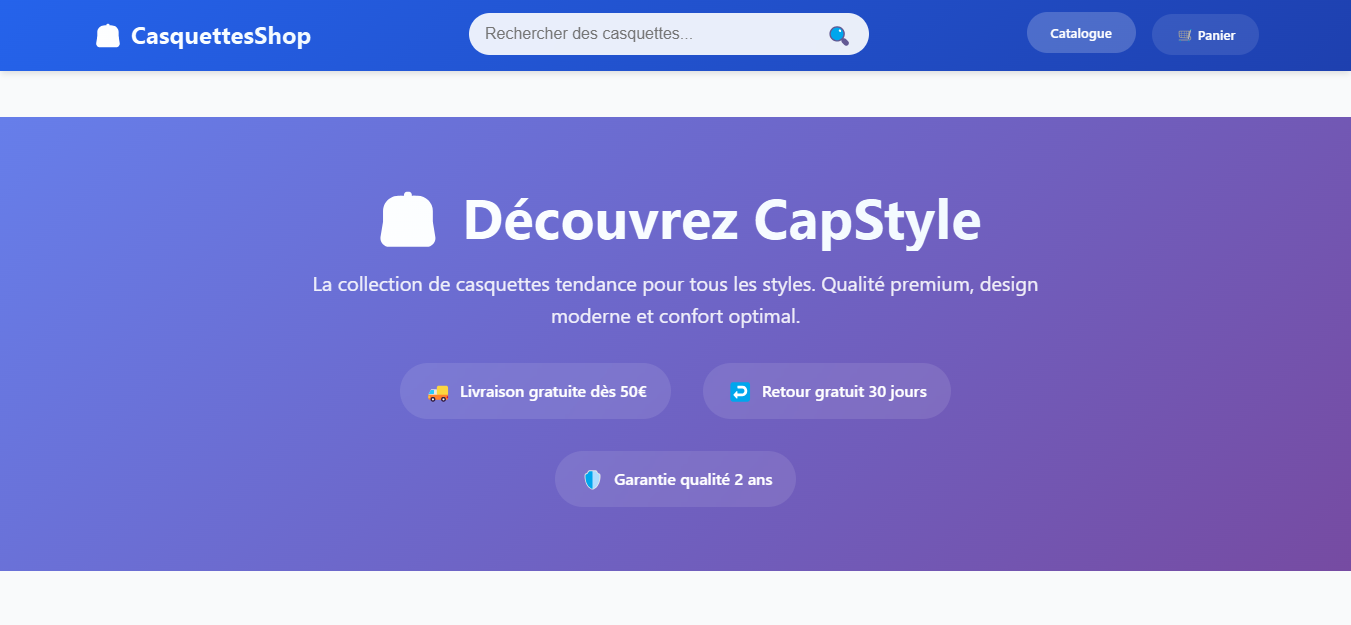 CasquettesShop
Rechercher des casquettes...
Catalogue
Panier
Découvrez CapStyle
La collection de casquettes tendance pour tous les styles. Qualité premium, design
moderne et confort optimal.
Livraison gratuite dès 50€
Retour gratuit 30 jours
Garantie qualité 2 ans